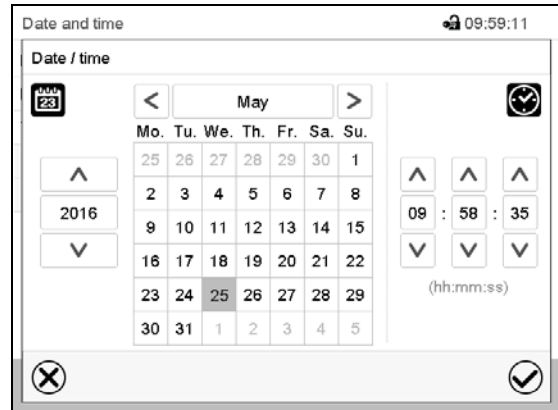 Date and time 09:59:11
Date / time
23
< May >
Mo. Tu. We. Th. Fr. Sa. Su.
25 26 27 28 29 30 1
2 3 4 5 6 7 8
9 10 11 12 13 14 15
16 17 18 19 20 21 22
23 24 25 26 27 28 29
30 31 1 2 3 4 5
2016
09 : 58 : 35
(hh:mm:ss)